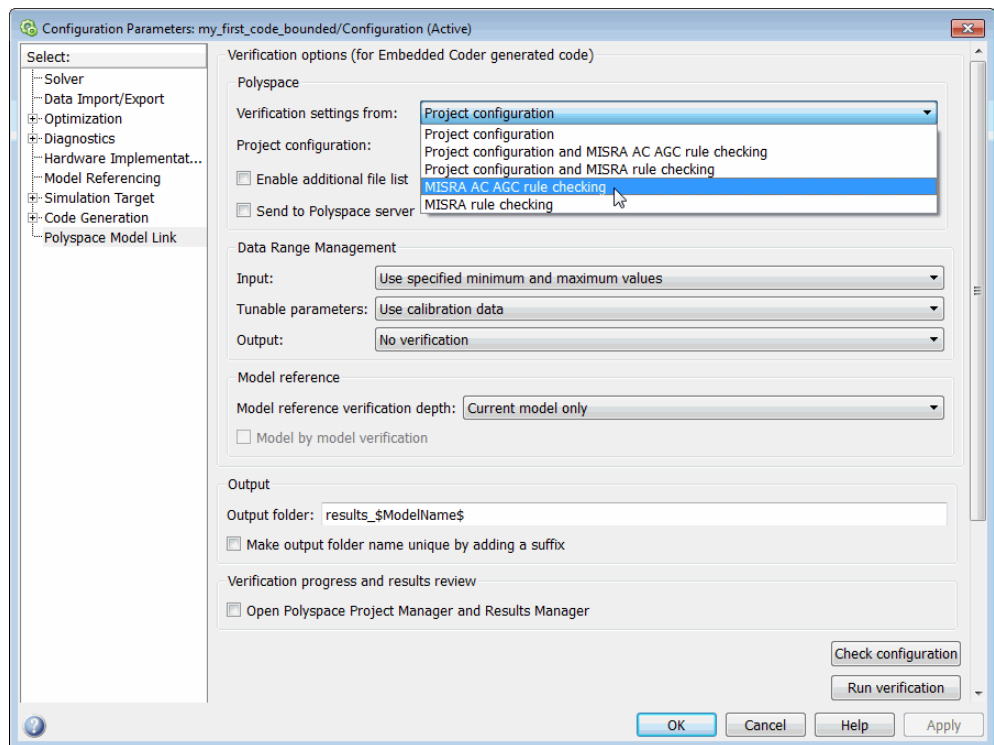 Configuration Parameters: my_first_code_bounded/Configuration (Active)
Select:
Solver
Data Import/Export
Optimization
Diagnostics
Hardware Implementat...
Model Referencing
Simulation Target
Code Generation
Polyspace Model Link
Verification options (for Embedded Coder generated code)
Polyspace
Verification settings from: Project configuration
Project configuration
Project configuration and MISRA AC AGC rule checking
Project configuration and MISRA rule checking
MISRA AC AGC rule checking
MISRA rule checking
Project configuration:
Enable additional file list
Send to Polyspace server
Data Range Management
Input: Use specified minimum and maximum values
Tunable parameters: Use calibration data
Output: No verification
Model reference
Model reference verification depth: Current model only
Model by model verification
Output
Output folder: results_$ModelName$
Make output folder name unique by adding a suffix
Verification progress and results review
Open Polyspace Project Manager and Results Manager
Check configuration
Run verification
OK Cancel Help Apply